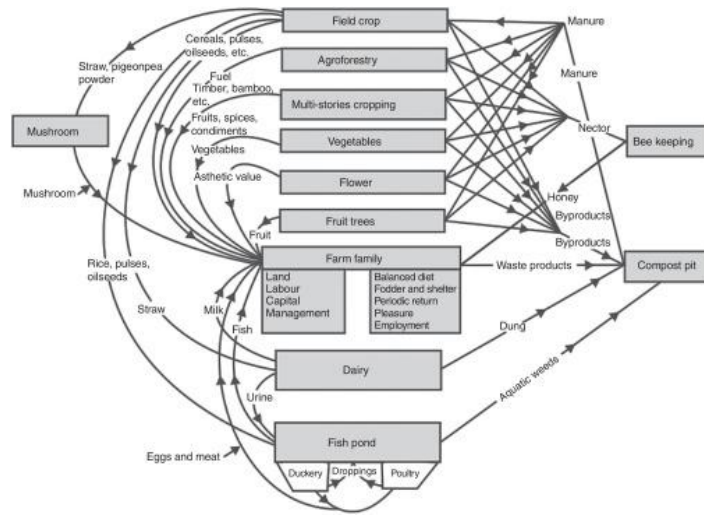 Field crop
Manure
Cereals, pulses,
oilseeds, etc.
Straw, pigeonpea
powder
Agroforestry
Fuel
Timber, bamboo,
etc.
Manure
Multi-stories cropping
Fruits, spices,
condiments
Mushroom
Nector
Vegetables
Vegetables
Bee keeping
Asthetic value
Flower
Mushroom
Honey
Fruit trees
Byproducts
Fruit
Byproducts
Farm family
Rice, pulses,
oilseeds
Waste products
Compost pit
Land
Labour
Capital
Management
Balanced diet
Fodder and shelter
Periodic return
Pleasure
Employment
Straw
Milk
Fish
Dung
Dairy
Urine
Aquatic weeds
Fish pond
Eggs and meat
Duckery
Droppings
Poultry